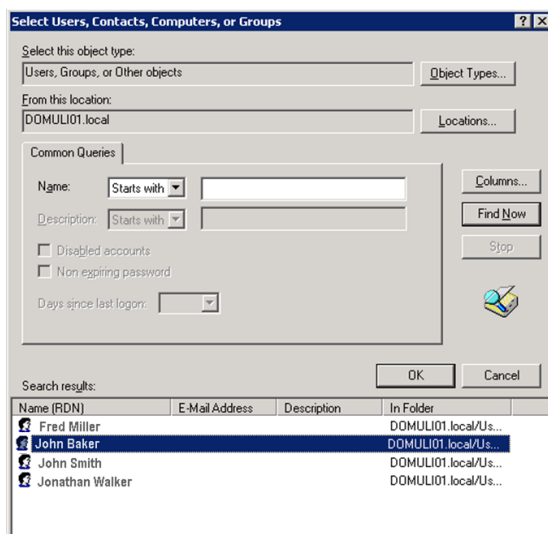 Select Users, Contacts, Computers, or Groups
Select this object type:
Users, Groups, or Other objects
Object Types...
From this location:
DOMULI01.local
Locations...
Common Queries
Name: Starts with
Columns...
Description: Starts with
Find Now
Disabled accounts
Stop
Non expiring password
Days since last logon:
OK Cancel
Search results:
Name (RDN) E-Mail Address Description In Folder
Fred Miller DOMULI01.local/Us...
John Baker DOMULI01.local/Us...
John Smith DOMULI01.local/Us...
Jonathan Walker DOMULI01.local/Us...